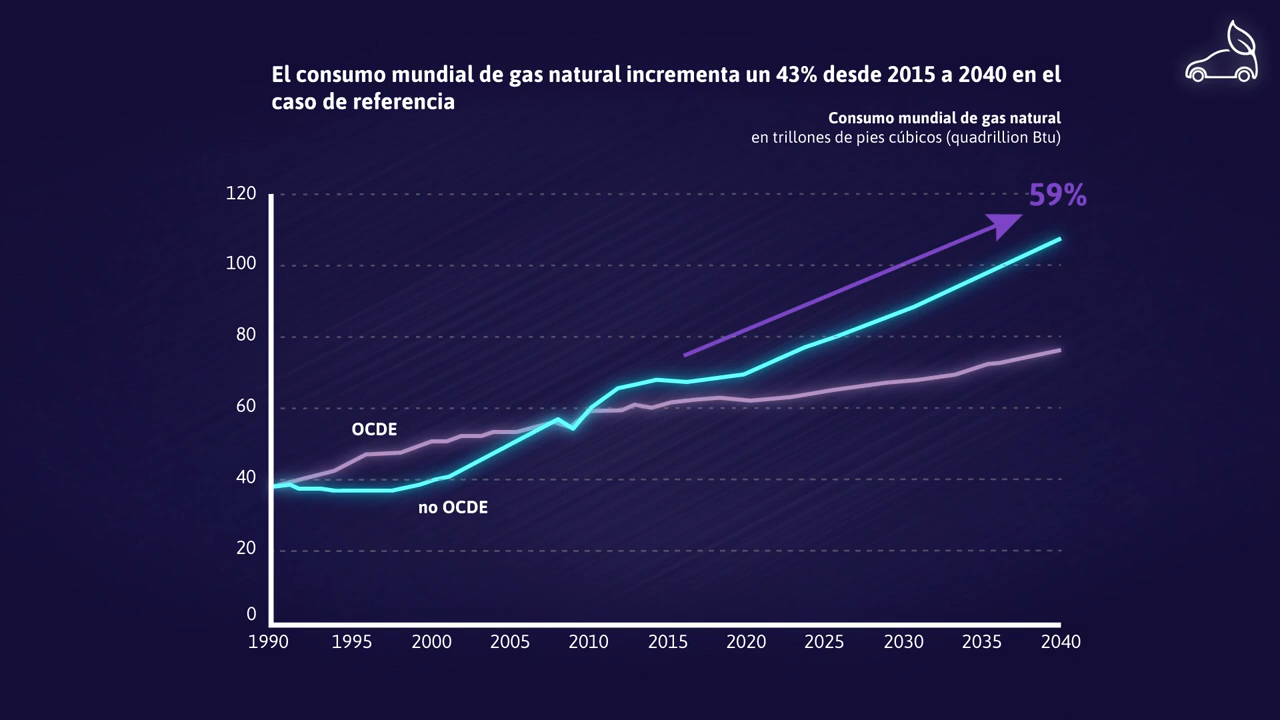 El consumo mundial de gas natural incrementa un 43% desde 2015 a 2040 en el
caso de referencia
Consumo mundial de gas natural
en trillones de pies cúbicos (quadrillion Btu)
59%
120
100
80
60
40
20
0
OCDE
no OCDE
1990 1995 2000 2005 2010 2015 2020 2025 2030 2035 2040